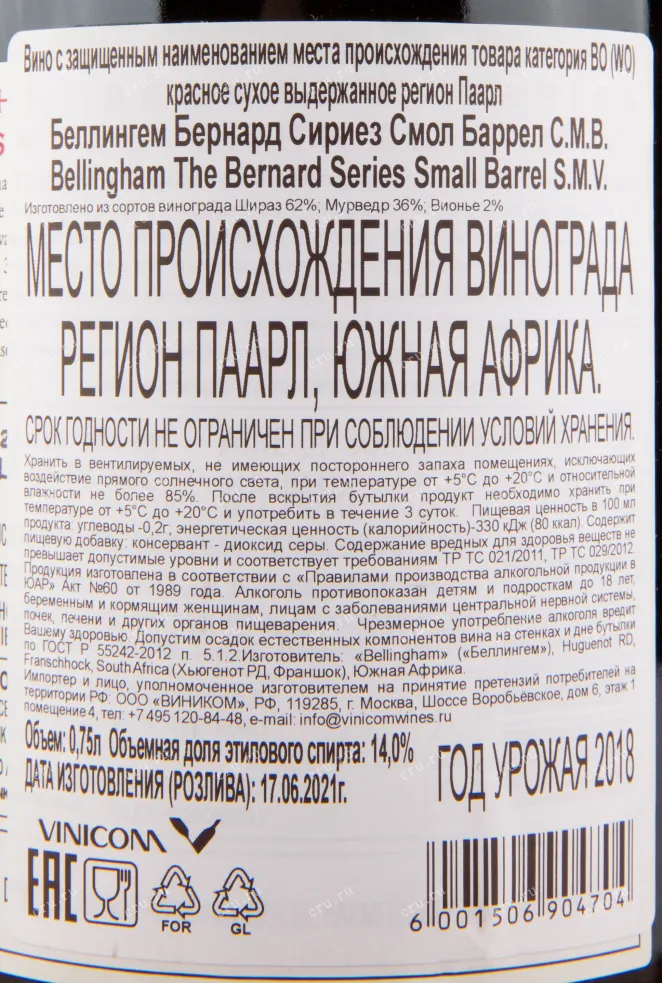 Вино с защищенным наименованием места происхождения товара категория ВО (WO)
красное сухое выдержанное регион Паарл
Беллингем Бернард Сириез Смол Баррел С.М.В.
Bellingham The Bernard Series Small Barrel S.M.V.
Изготовлено из сортов винограда Шираз 62%; Мурведр 36%; Вионье 2%
МЕСТО ПРОИСХОЖДЕНИЯ ВИНОГРАДА
РЕГИОН ПААРЛ, ЮЖНАЯ АФРИКА.
СРОК ГОДНОСТИ НЕ ОГРАНИЧЕН ПРИ СОБЛЮДЕНИИ УСЛОВИЙ ХРАНЕНИЯ.
Хранить в вентилируемых, не имеющих постороннего запаха помещениях, исключающих
воздействие прямого солнечного света, при температуре от +5°С до +20°С и относительной
влажности не более 85%. После вскрытия бутылки продукт необходимо хранить при
температуре от +5°С до +20°С и употребить в течение 3 суток. Пищевая ценность в 100 мл
продукта: углеводы -0,2г; энергетическая ценность (калорийность)-330 кДж (80 ккал). Содержит
пищевую добавку: консервант - диоксид серы. Содержание вредных для здоровья веществ не
превышает допустимые уровни и соответствует требованиям ТР ТС 021/2011, ТР ТС 029/2012.
Продукция изготовлена в соответствии с «Правилами производства алкогольной продукции в
ЮАР» Акт №60 от 1989 года. Алкоголь противопоказан детям и подросткам до 18 лет,
беременным и кормящим женщинам, лицам с заболеваниями центральной нервной системы,
почек, печени и других органов пищеварения. Чрезмерное употребление алкоголя вредит
Вашему здоровью. Допустим осадок естественных компонентов вина на стенках и дне бутылки
по ГОСТ Р 55242-2012 п. 5.1.2.Изготовитель: «Bellingham» («Беллингем»), Huguenot RD,
Franschhock, South Africa (Хьюгенот РД, Франшок), Южная Африка.
Импортер и лицо, уполномоченное изготовителем на принятие претензий потребителей на
территории РФ: ООО «ВИНИКОМ», РФ, 119285, г. Москва, Шоссе Воробьёвское, дом 6, этаж 1
помещение 4, тел: +7 495 120-84-48, e-mail: info@vinicomwines.ru
Объем: 0,75л Объемная доля этилового спирта: 14,0%
ДАТА ИЗГОТОВЛЕНИЯ (РОЗЛИВА): 17.06.2021г.
ГОД УРОЖАЯ 2018
VINICOM
EAC
FOR
GL
6 001506 904704